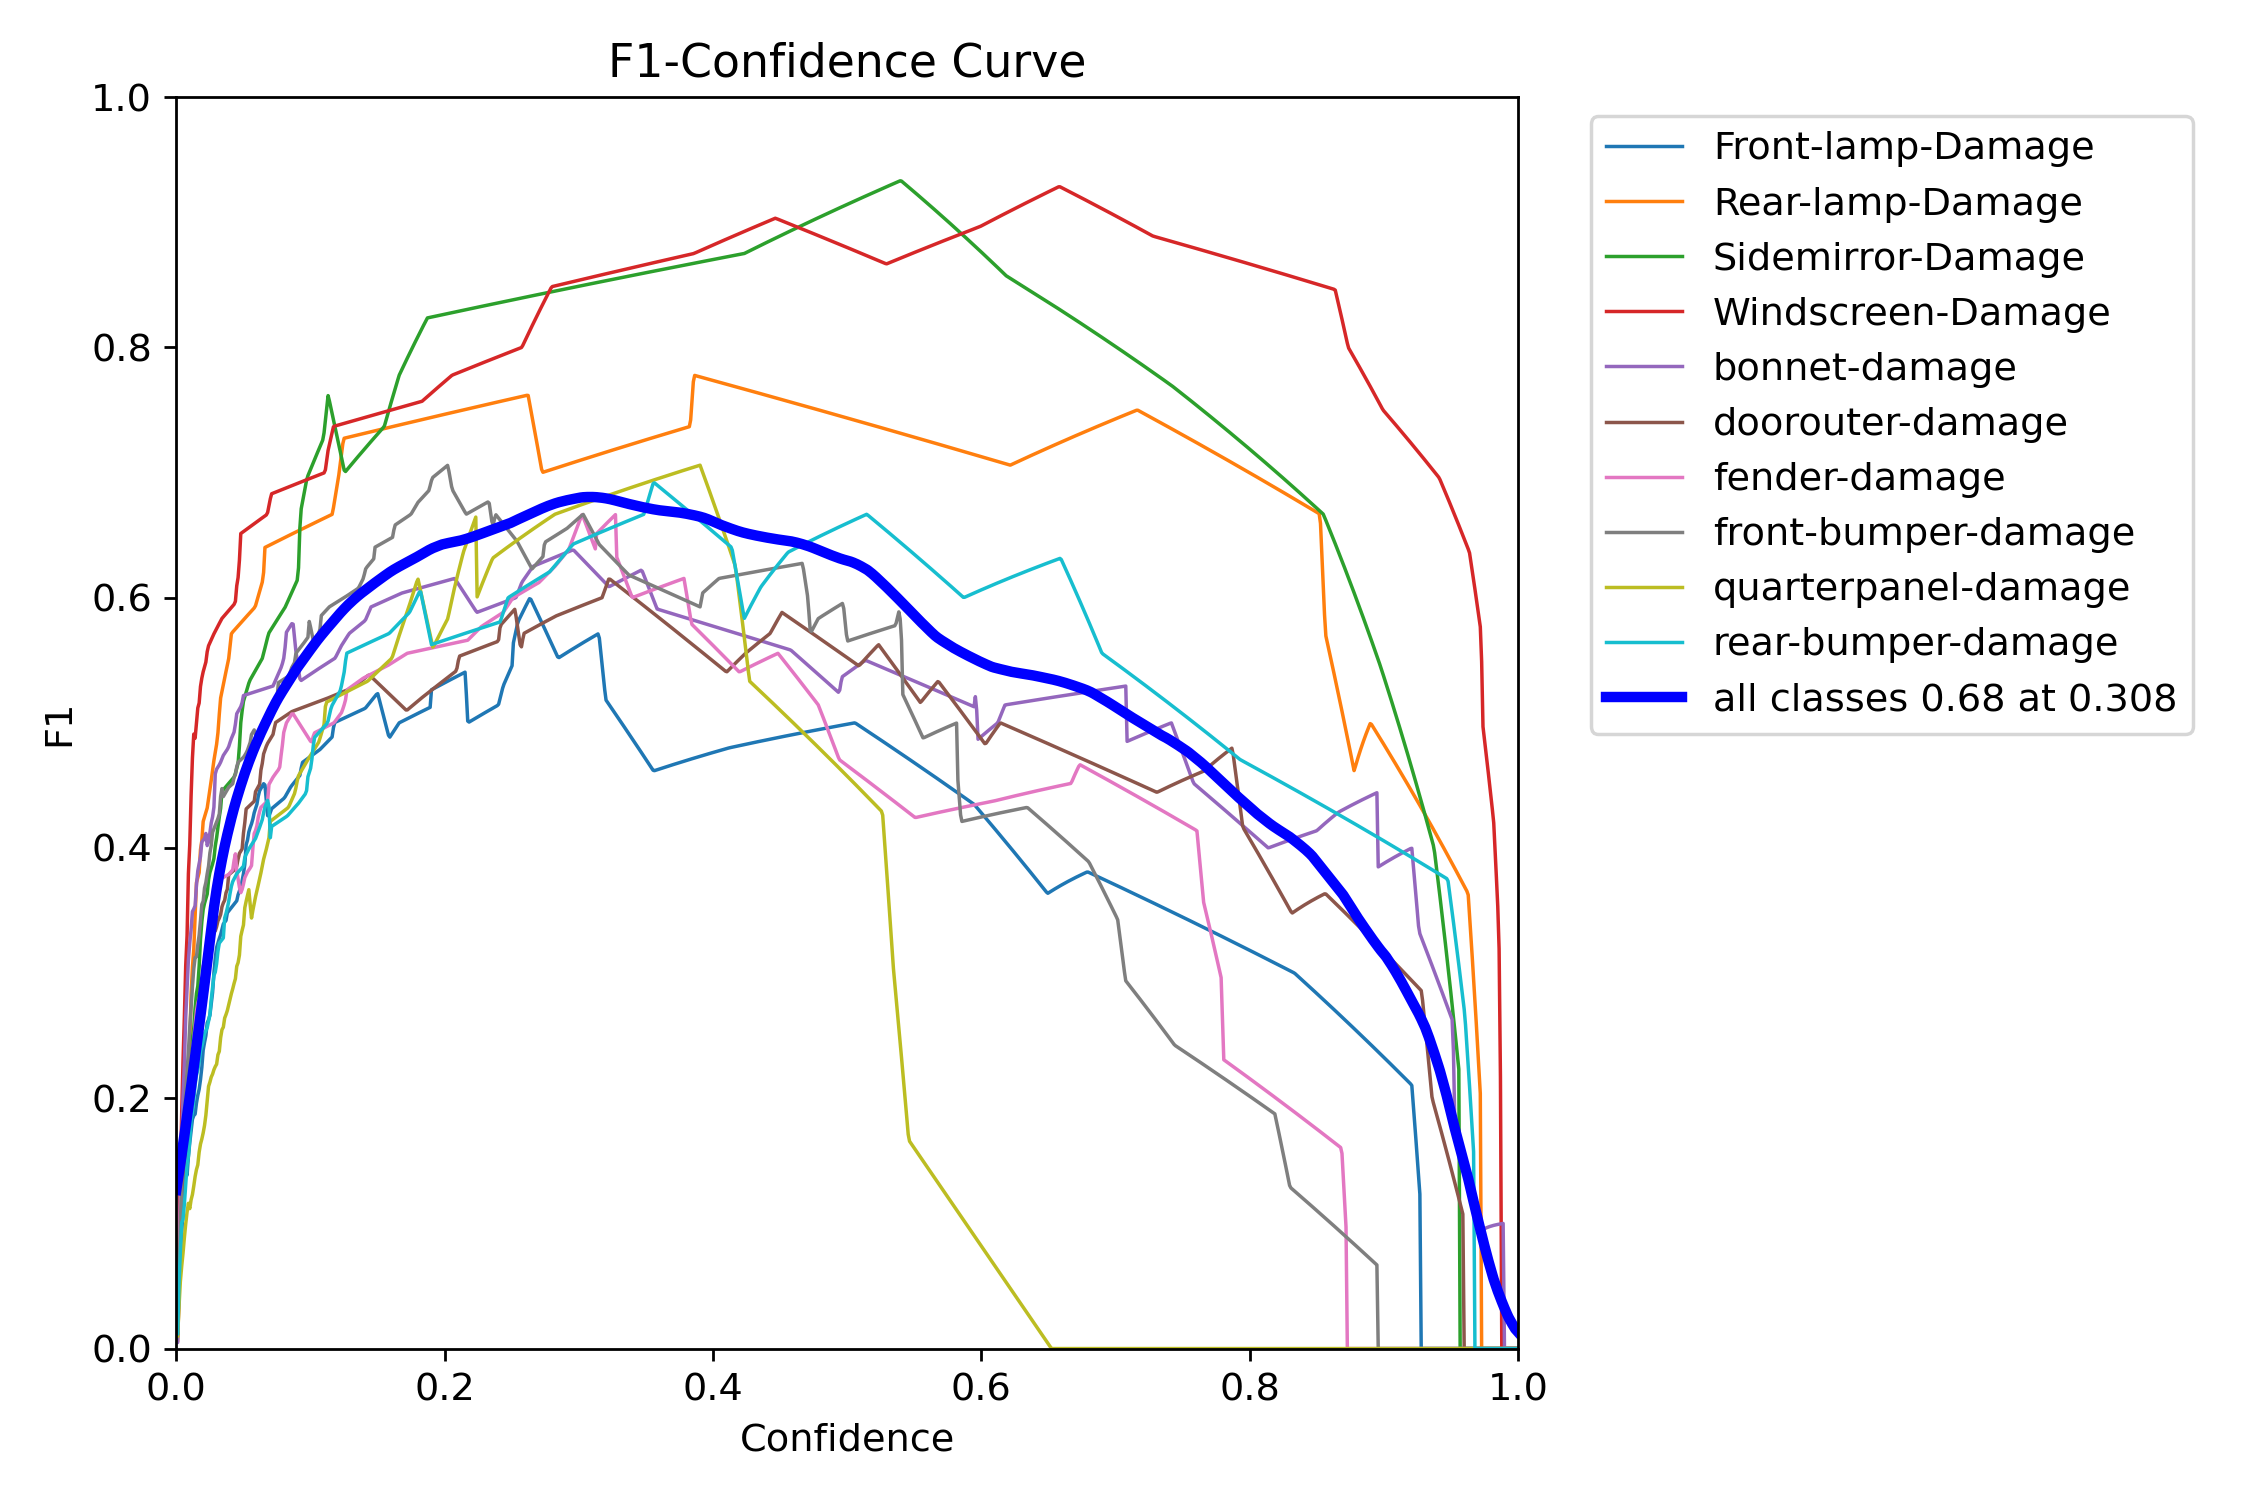 F1-Confidence Curve
1.0
0.8
0.6
0.4
0.2
0.0
F1
0.0 0.2 0.4 0.6 0.8 1.0
Confidence
Front-lamp-Damage
Rear-lamp-Damage
Sidemirror-Damage
Windscreen-Damage
bonnet-damage
doorouter-damage
fender-damage
front-bumper-damage
quarterpanel-damage
rear-bumper-damage
all classes 0.68 at 0.308